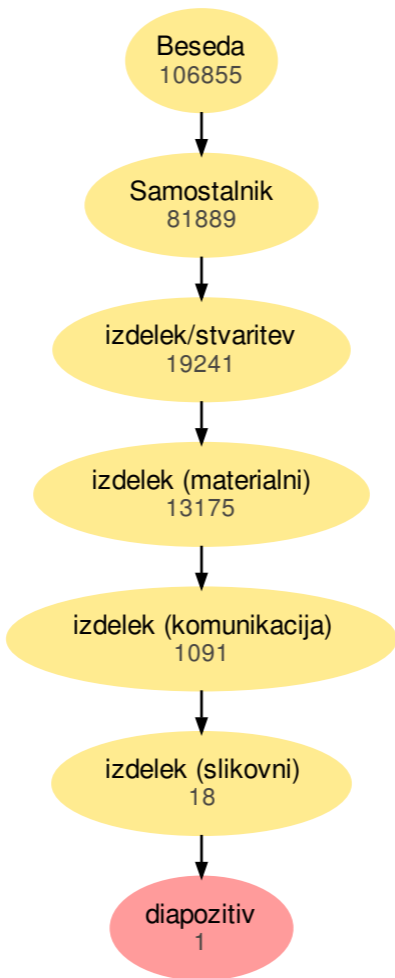 Beseda
106855
Samostalnik
81889
izdelek/stvaritev
19241
izdelek (materialni)
13175
izdelek (komunikacija)
1091
izdelek (slikovni)
18
diapozitiv
1